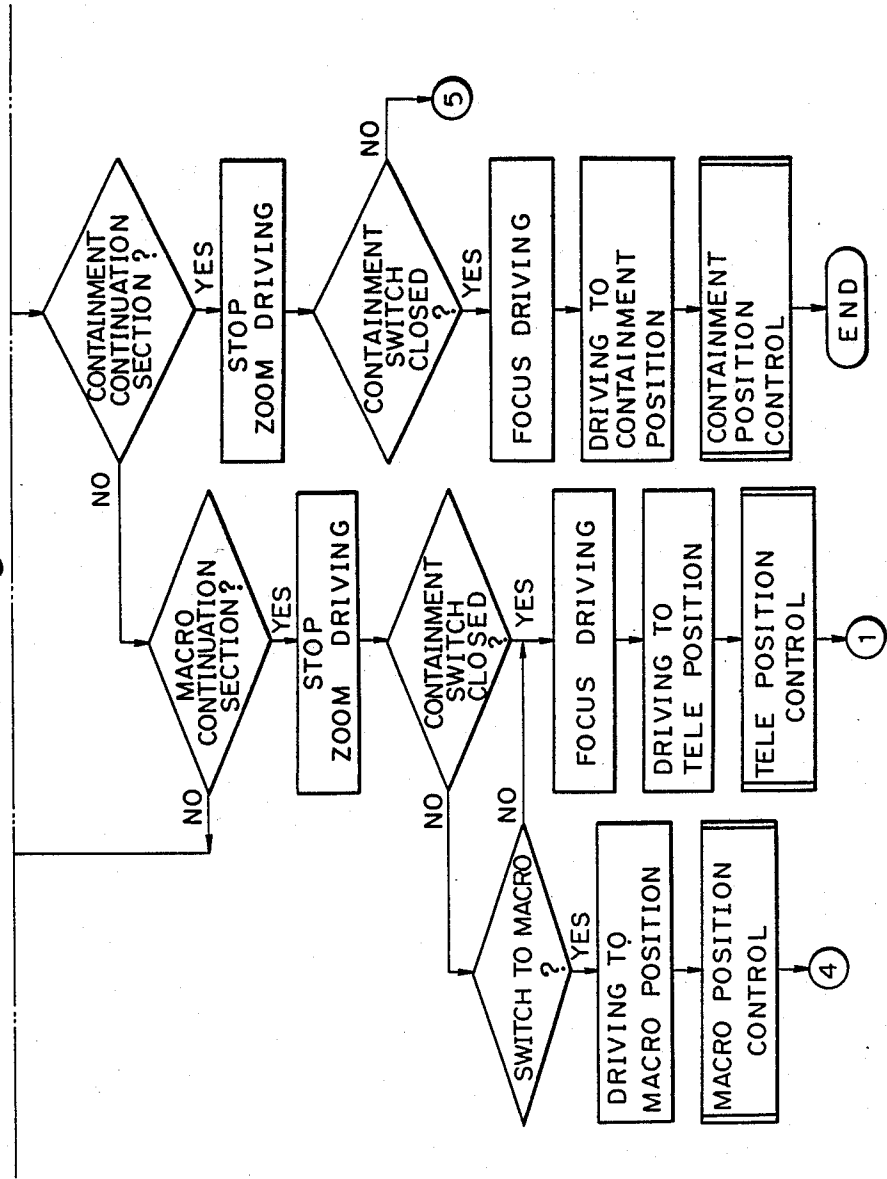 CONTAINMENT
CONTINUATION
SECTION ?
NO
YES
STOP
ZOOM DRIVING
CONTAINMENT
SWITCH
CLOSED
?
NO
5
YES
FOCUS DRIVING
DRIVING TO
CONTAINMENT
POSITION
CONTAINMENT
POSITION
CONTROL
END
MACRO
CONTINUATION
SECTION?
NO
YES
STOP
ZOOM DRIVING
CONTAINMENT
SWITCH
CLOSED
?
NO
YES
FOCUS DRIVING
DRIVING TO
TELE POSITION
TELE POSITION
CONTROL
1
SWITCH TO MACRO
?
NO
YES
DRIVING TO
MACRO POSITION
MACRO POSITION
CONTROL
4